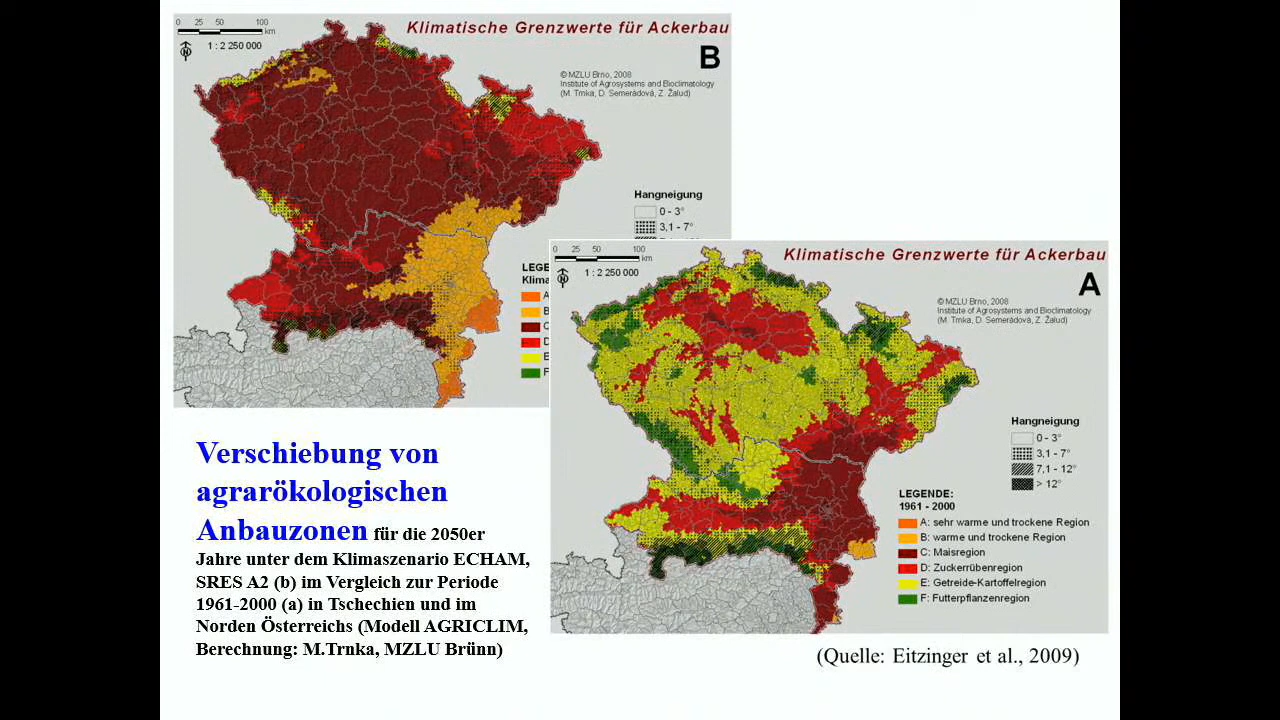 0 25 50 100
km
1 : 2 250 000
N
Klimatische Grenzwerte für Ackerbau
B
© MZLU Brno, 2008
Institute of Agrosystems and Bioclimatology
(M. Trnka, D. Semerádová, Z. Žalud)
Hangneigung
0 - 3°
3,1 - 7°
LEGE
Klima
A
B
C
D
E
F
0 25 50 100
km
1 : 2 250 000
N
Klimatische Grenzwerte für Ackerbau
A
© MZLU Brno, 2008
Institute of Agrosystems and Bioclimatology
(M. Trnka, D. Semerádová, Z. Žalud)
Hangneigung
0 - 3°
3,1 - 7°
7,1 - 12°
> 12°
LEGENDE:
1961 - 2000
A: sehr warme und trockene Region
B: warme und trockene Region
C: Maisregion
D: Zuckerrübenregion
E: Getreide-Kartoffelregion
F: Futterpflanzenregion
Verschiebung von
agrarökologischen
Anbauzonen für die 2050er
Jahre unter dem Klimaszenario ECHAM,
SRES A2 (b) im Vergleich zur Periode
1961-2000 (a) in Tschechien und im
Norden Österreichs (Modell AGRICLIM,
Berechnung: M.Trnka, MZLU Brünn)
(Quelle: Eitzinger et al., 2009)